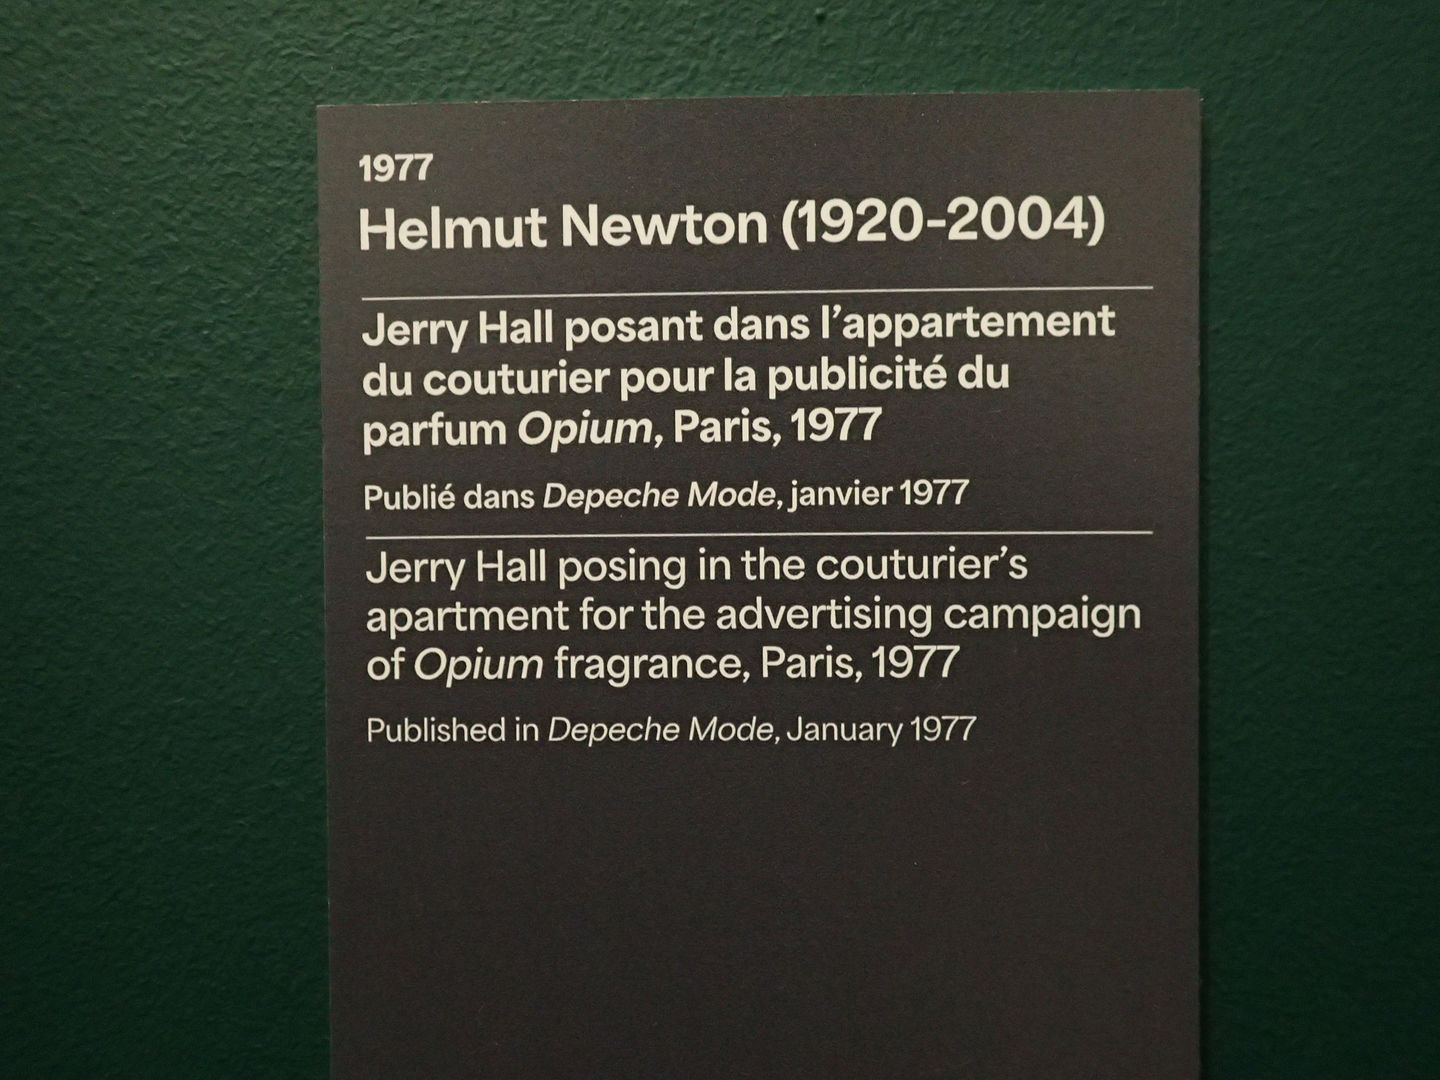 1977
Helmut Newton (1920-2004)
Jerry Hall posant dans l’appartement
du couturier pour la publicité du
parfum Opium, Paris, 1977
Publié dans Depeche Mode, janvier 1977
Jerry Hall posing in the couturier’s
apartment for the advertising campaign
of Opium fragrance, Paris, 1977
Published in Depeche Mode, January 1977